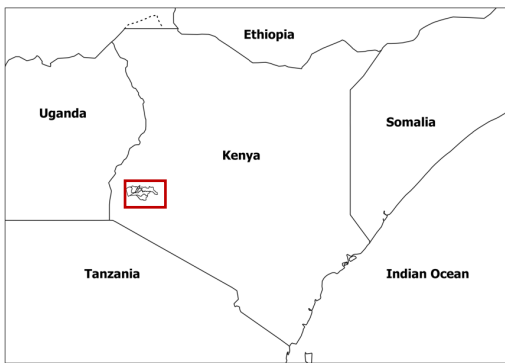 Ethiopia
Uganda
Somalia
Kenya
Tanzania
Indian Ocean